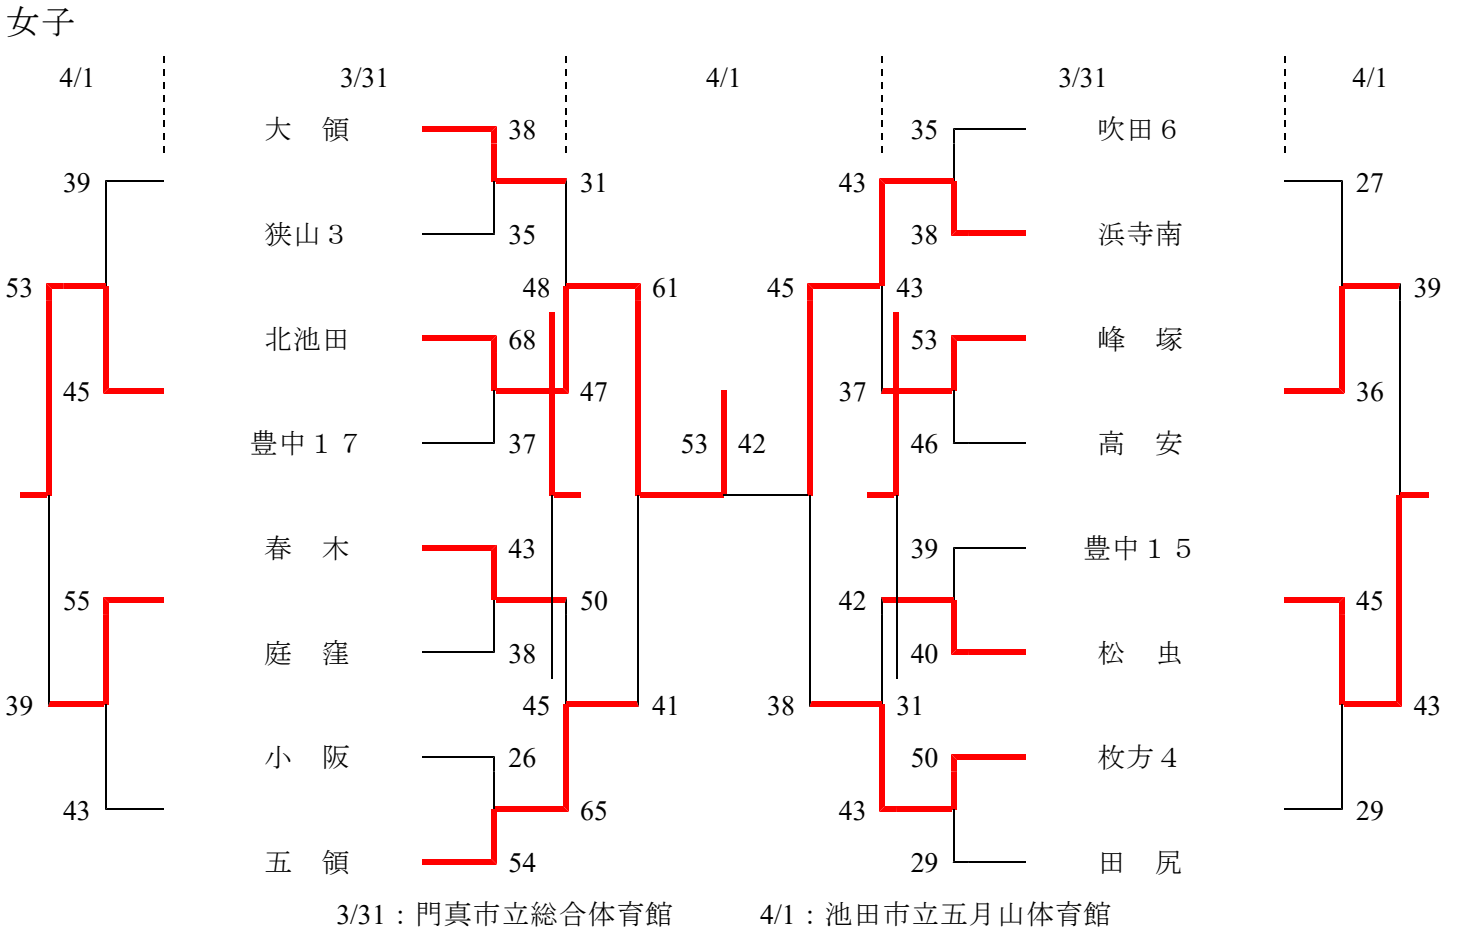 女子
4/1 3/31 4/1 3/31 4/1
大　領 38 35 吹田６
39 31 43 27
狭山３ 35 38 浜寺南
53 48 61 45 43 39
北池田 68 53 峰　塚
45 47 37 36
豊中１７ 37 53 42 46 高　安
春　木 43 39 豊中１５
55 50 42 45
庭　窪 38 40 松　虫
39 45 41 38 31 43
小　阪 26 50 枚方４
43 65 43 29
五　領 54 29 田　尻
3/31：門真市立総合体育館 4/1：池田市立五月山体育館